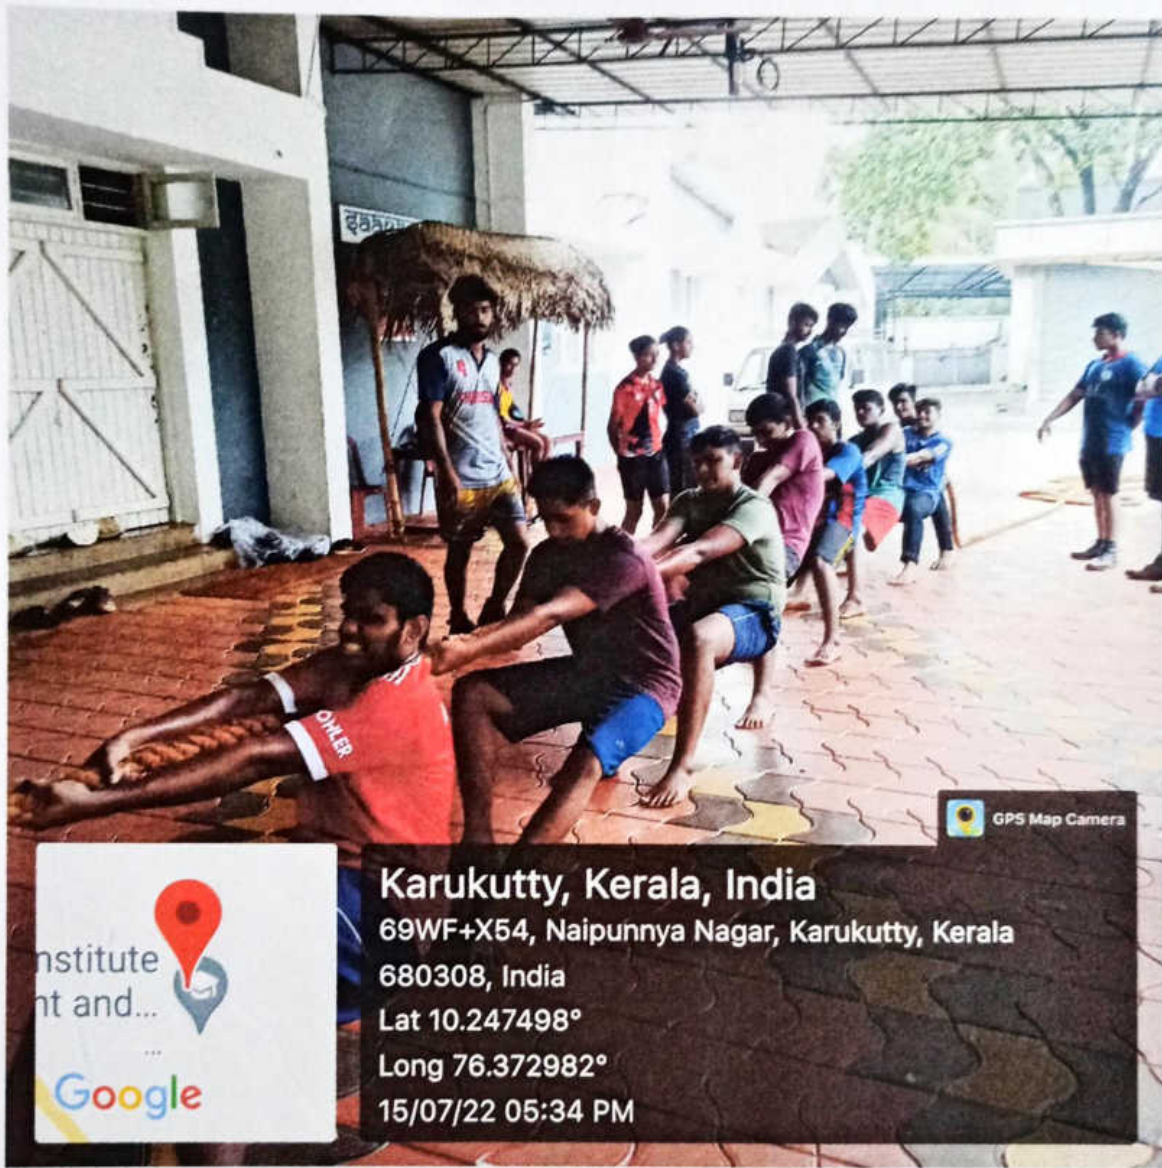 OHLER
GPS Map Camera
Karukutty, Kerala, India
69WF+X54, Naipunnya Nagar, Karukutty, Kerala
680308, India
Lat 10.247498°
Long 76.372982°
15/07/22 05:34 PM
nstitute
nt and...
...
Google